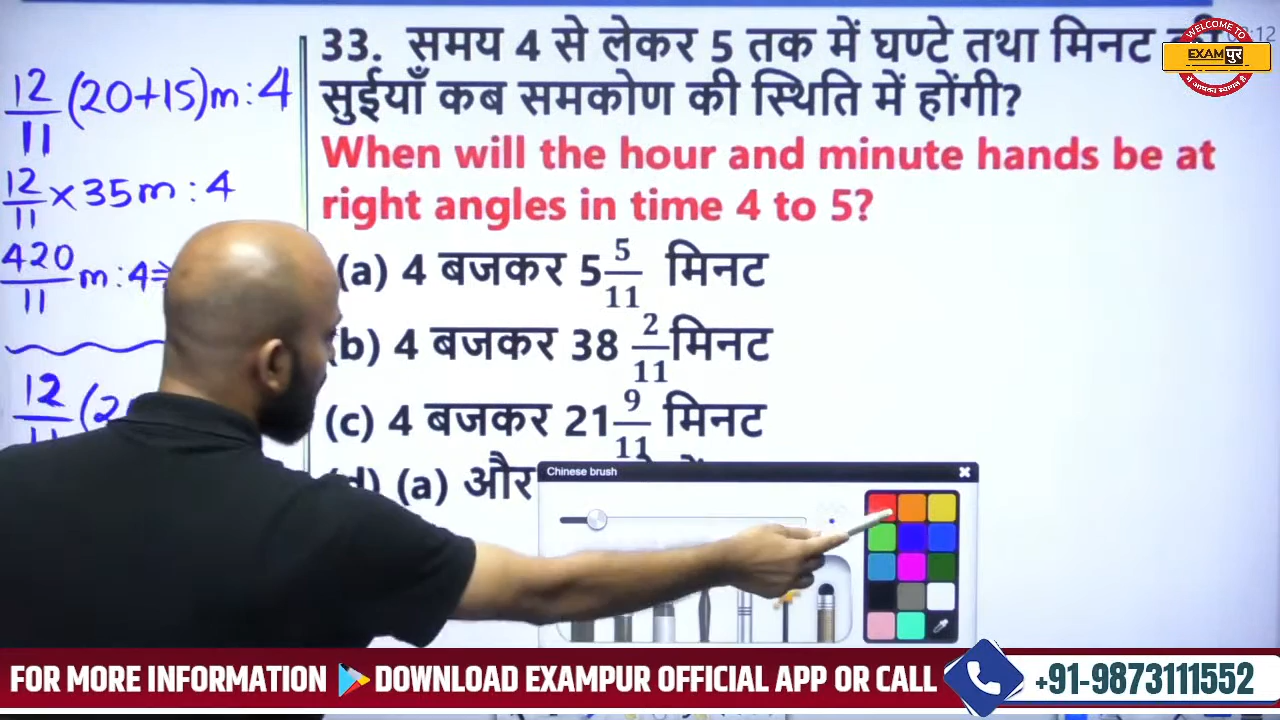 33. समय 4 से लेकर 5 तक में घण्टे तथा मिनट
सुईयाँ कब समकोण की स्थिति में होंगी?
When will the hour and minute hands be at
right angles in time 4 to 5?
(a) 4 बजकर 5 5/11 मिनट
(b) 4 बजकर 38 2/11 मिनट
(c) 4 बजकर 21 9/11 मिनट
(d) (a) और
12/11 (20+15)m:4
12/11 × 35m:4
420/11 m:4⇒
12/11 (2
Chinese brush
WELCOME TO
EXAMपुर
:12
FOR MORE INFORMATION DOWNLOAD EXAMPUR OFFICIAL APP OR CALL +91-9873111552